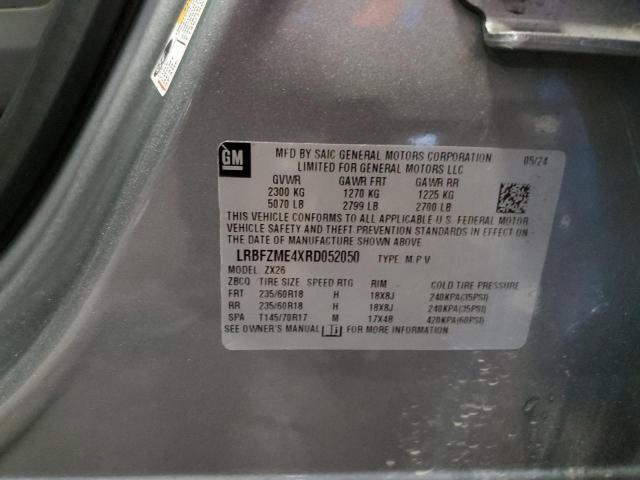 GM
MFD BY SAIC GENERAL MOTORS CORPORATION 05/24
LIMITED FOR GENERAL MOTORS LLC
GVWR GAWR FRT GAWR RR
2300 KG 1270 KG 1225 KG
5070 LB 2799 LB 2700 LB
THIS VEHICLE CONFORMS TO ALL APPLICABLE U.S. FEDERAL MOTOR
VEHICLE SAFETY AND THEFT PREVENTION STANDARDS IN EFFECT ON
THE DATE OF MANUFACTURE SHOWN ABOVE
LRBFZME4XRD052050 TYPE: M P V
MODEL: ZX26
ZBCQ TIRE SIZE SPEED RTG RIM COLD TIRE PRESSURE
FRT 235/60R18 H 18X8J 240KPA(35PSI)
RR 235/60R18 H 18X8J 240KPA(35PSI)
SPA T145/70R17 M 17X4B 420KPA(60PSI)
SEE OWNER'S MANUAL i FOR MORE INFORMATION